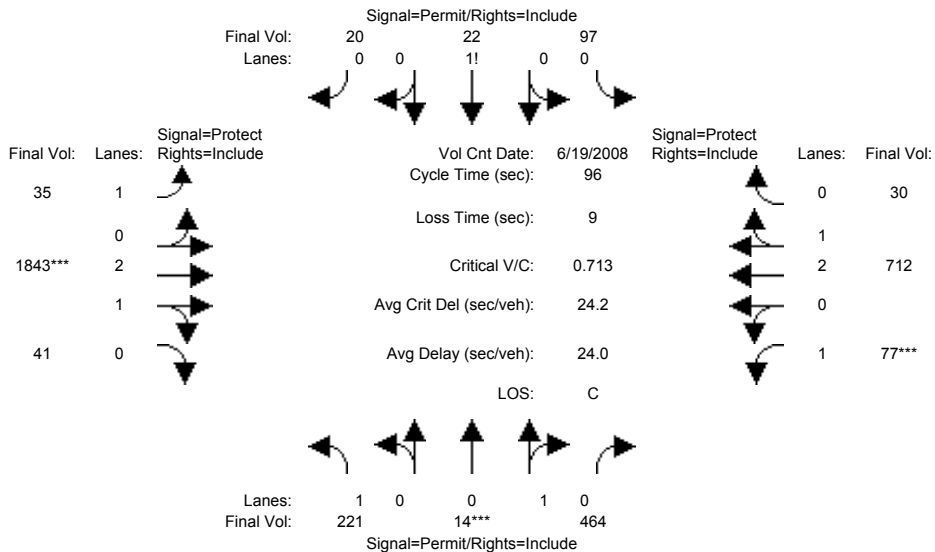 Signal=Permit/Rights=Include
Final Vol: 20 22 97
Lanes: 0 0 1! 0 0
Signal=Protect Signal=Protect
Final Vol: Lanes: Rights=Include Vol Cnt Date: 6/19/2008 Rights=Include Lanes: Final Vol:
Cycle Time (sec): 96
35 1 0 30
Loss Time (sec): 9
0 1
1843*** 2 Critical V/C: 0.713 2 712
1 Avg Crit Del (sec/veh): 24.2 0
41 0 Avg Delay (sec/veh): 24.0 1 77***
LOS: C
Lanes: 1 0 0 1 0
Final Vol: 221 14*** 464
Signal=Permit/Rights=Include